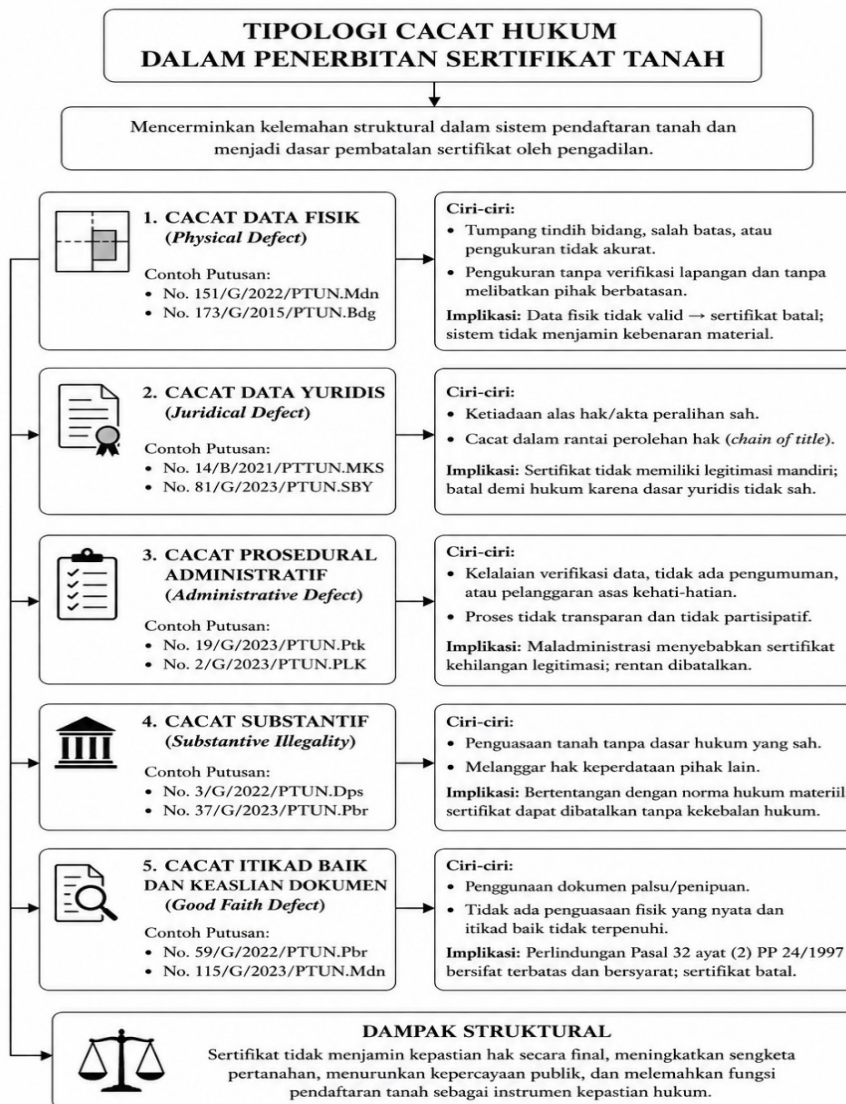 TIPOLOGI CACAT HUKUM
DALAM PENERBITAN SERTIFIKAT TANAH
Mencerminkan kelemahan struktural dalam sistem pendaftaran tanah dan
menjadi dasar pembatalan sertifikat oleh pengadilan.
1. CACAT DATA FISIK
(Physical Defect)
Contoh Putusan:
• No. 151/G/2022/PTUN.Mdn
• No. 173/G/2015/PTUN.Bdg
Ciri-ciri:
• Tumpang tindih bidang, salah batas, atau
pengukuran tidak akurat.
• Pengukuran tanpa verifikasi lapangan dan tanpa
melibatkan pihak berbatasan.
Implikasi: Data fisik tidak valid → sertifikat batal;
sistem tidak menjamin kebenaran material.
2. CACAT DATA YURIDIS
(Juridical Defect)
Contoh Putusan:
• No. 14/B/2021/PTTUN.MKS
• No. 81/G/2023/PTUN.SBY
Ciri-ciri:
• Ketiadaan alas hak/akta peralihan sah.
• Cacat dalam rantai perolehan hak (chain of title).
Implikasi: Sertifikat tidak memiliki legitimasi mandiri;
batal demi hukum karena dasar yuridis tidak sah.
3. CACAT PROSEDURAL
ADMINISTRATIF
(Administrative Defect)
Contoh Putusan:
• No. 19/G/2023/PTUN.Ptk
• No. 2/G/2023/PTUN.PLK
Ciri-ciri:
• Kelalaian verifikasi data, tidak ada pengumuman,
atau pelanggaran asas kehati-hatian.
• Proses tidak transparan dan tidak partisipatif.
Implikasi: Maladministrasi menyebabkan sertifikat
kehilangan legitimasi; rentan dibatalkan.
4. CACAT SUBSTANTIF
(Substantive Illegality)
Contoh Putusan:
• No. 3/G/2022/PTUN.Dps
• No. 37/G/2023/PTUN.Pbr
Ciri-ciri:
• Penguasaan tanah tanpa dasar hukum yang sah.
• Melanggar hak keperdataan pihak lain.
Implikasi: Bertentangan dengan norma hukum materiil
sertifikat dapat dibatalkan tanpa kekebalan hukum.
5. CACAT ITIKAD BAIK
DAN KEASLIAN DOKUMEN
(Good Faith Defect)
Contoh Putusan:
• No. 59/G/2022/PTUN.Pbr
• No. 115/G/2023/PTUN.Mdn
Ciri-ciri:
• Penggunaan dokumen palsu/penipuan.
• Tidak ada penguasaan fisik yang nyata dan
itikad baik tidak terpenuhi.
Implikasi: Perlindungan Pasal 32 ayat (2) PP 24/1997
bersifat terbatas dan bersyarat; sertifikat batal.
DAMPAK STRUKTURAL
Sertifikat tidak menjamin kepastian hak secara final, meningkatkan sengketa
pertanahan, menurunkan kepercayaan publik, dan melemahkan fungsi
pendaftaran tanah sebagai instrumen kepastian hukum.